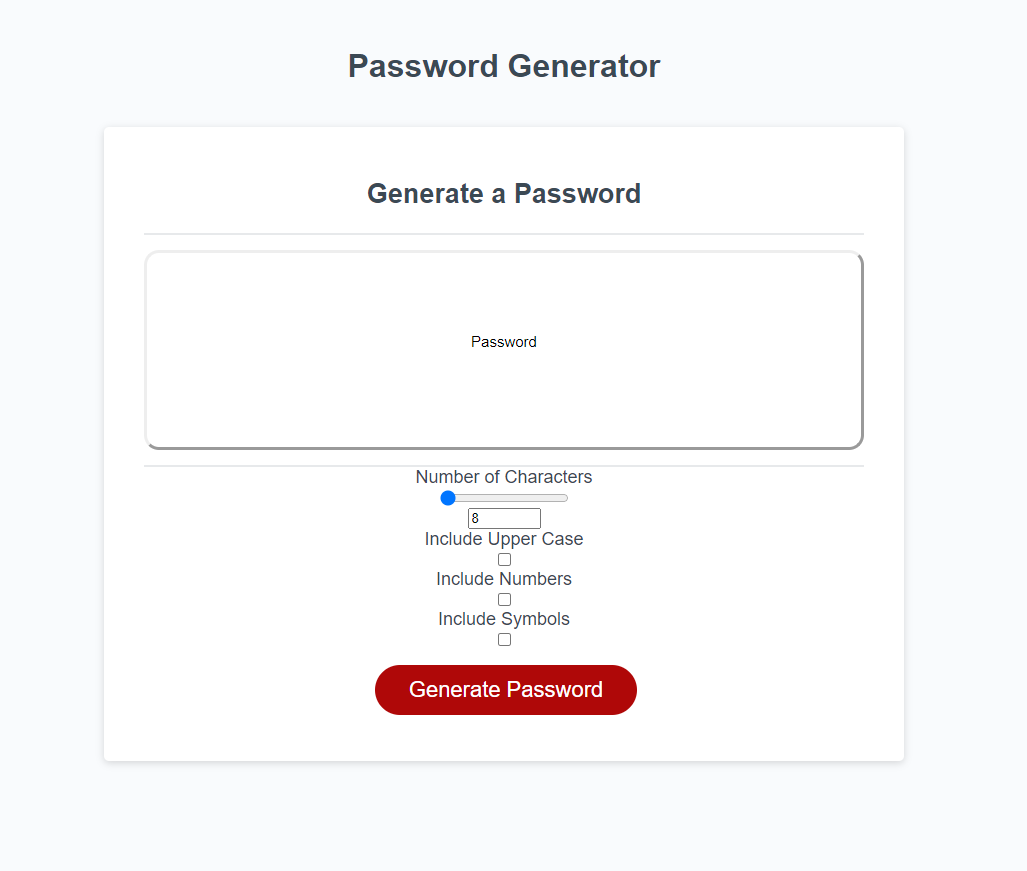 Password Generator
Generate a Password
Password
Number of Characters
8
Include Upper Case
Include Numbers
Include Symbols
Generate Password